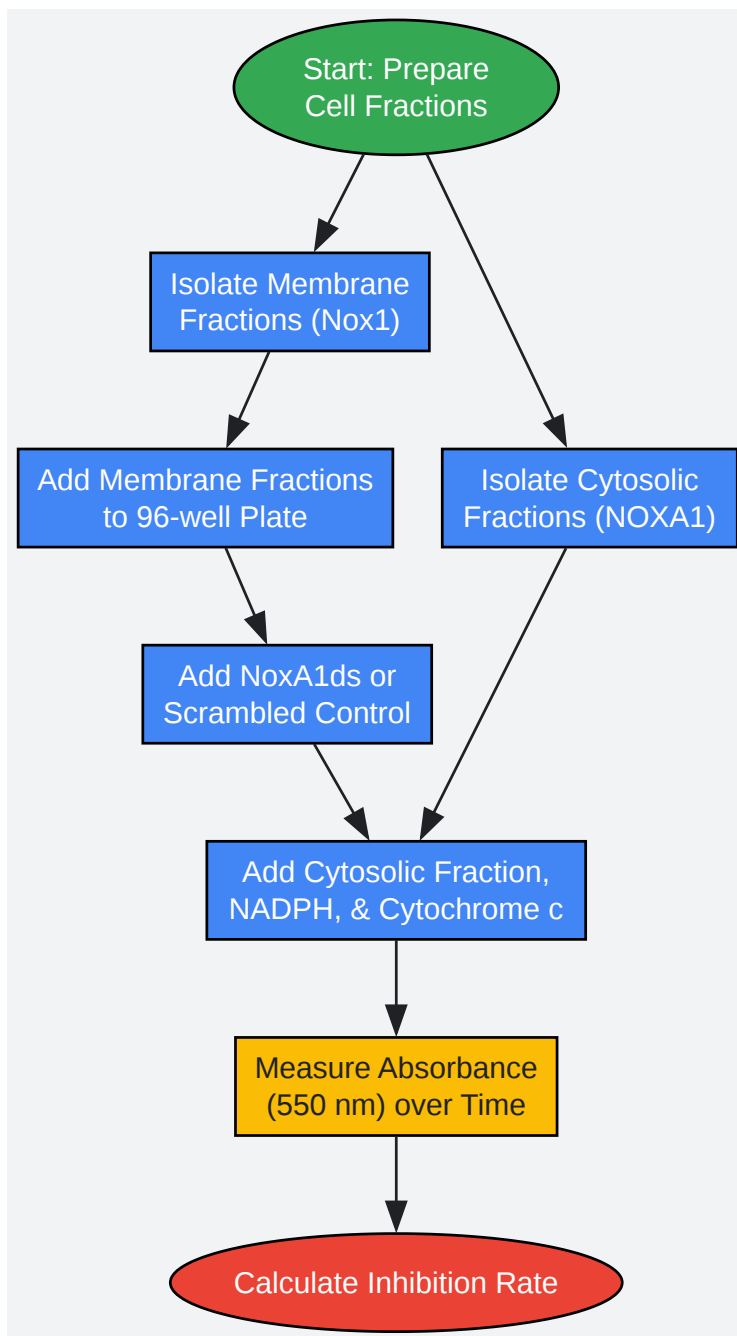 Start: Prepare
Cell Fractions
Isolate Membrane
Fractions (Nox1)
Add Membrane Fractions
to 96-well Plate
Isolate Cytosolic
Fractions (NOXA1)
Add NoxA1ds or
Scrambled Control
Add Cytosolic Fraction,
NADPH, & Cytochrome c
Measure Absorbance
(550 nm) over Time
Calculate Inhibition Rate